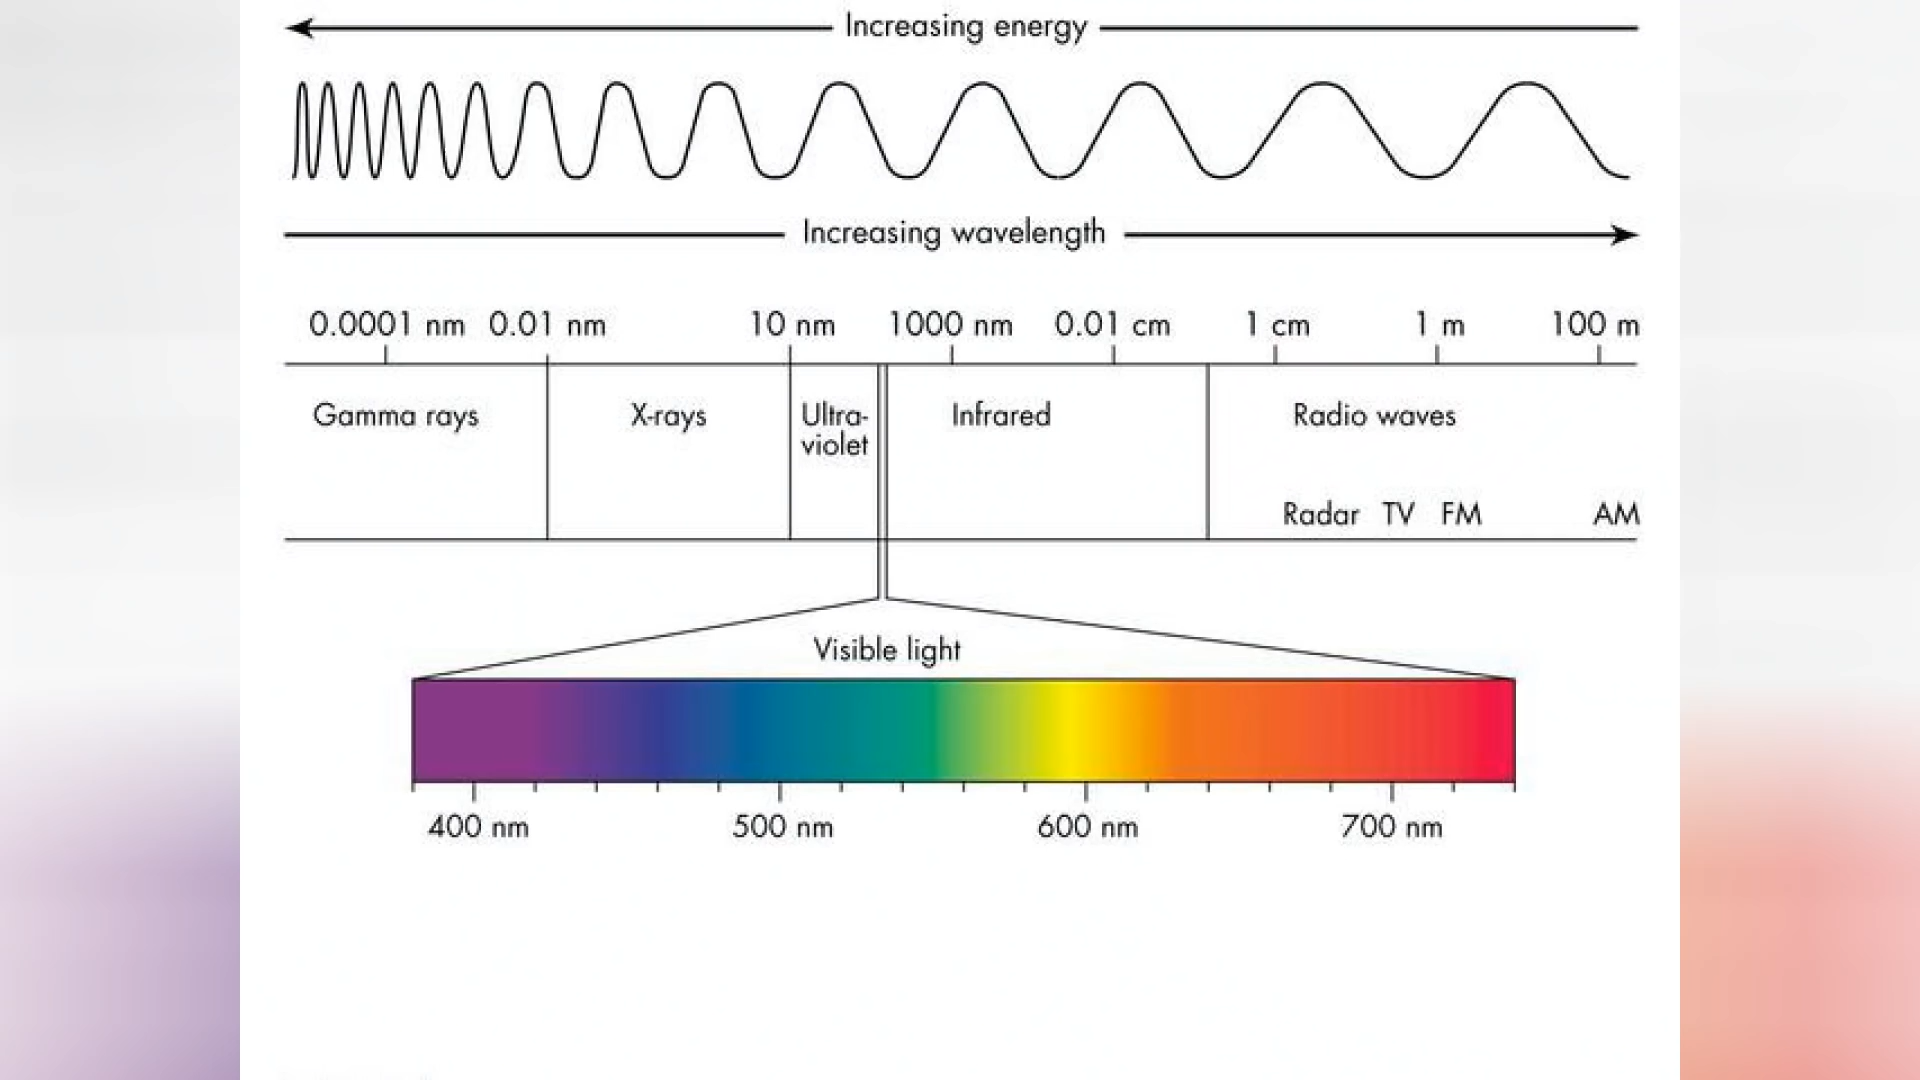 Increasing energy
Increasing wavelength
0.0001 nm 0.01 nm 10 nm 1000 nm 0.01 cm 1 cm 1 m 100 m
Gamma rays X-rays Ultra- Infrared Radio waves
violet
Radar TV FM AM
Visible light
400 nm 500 nm 600 nm 700 nm